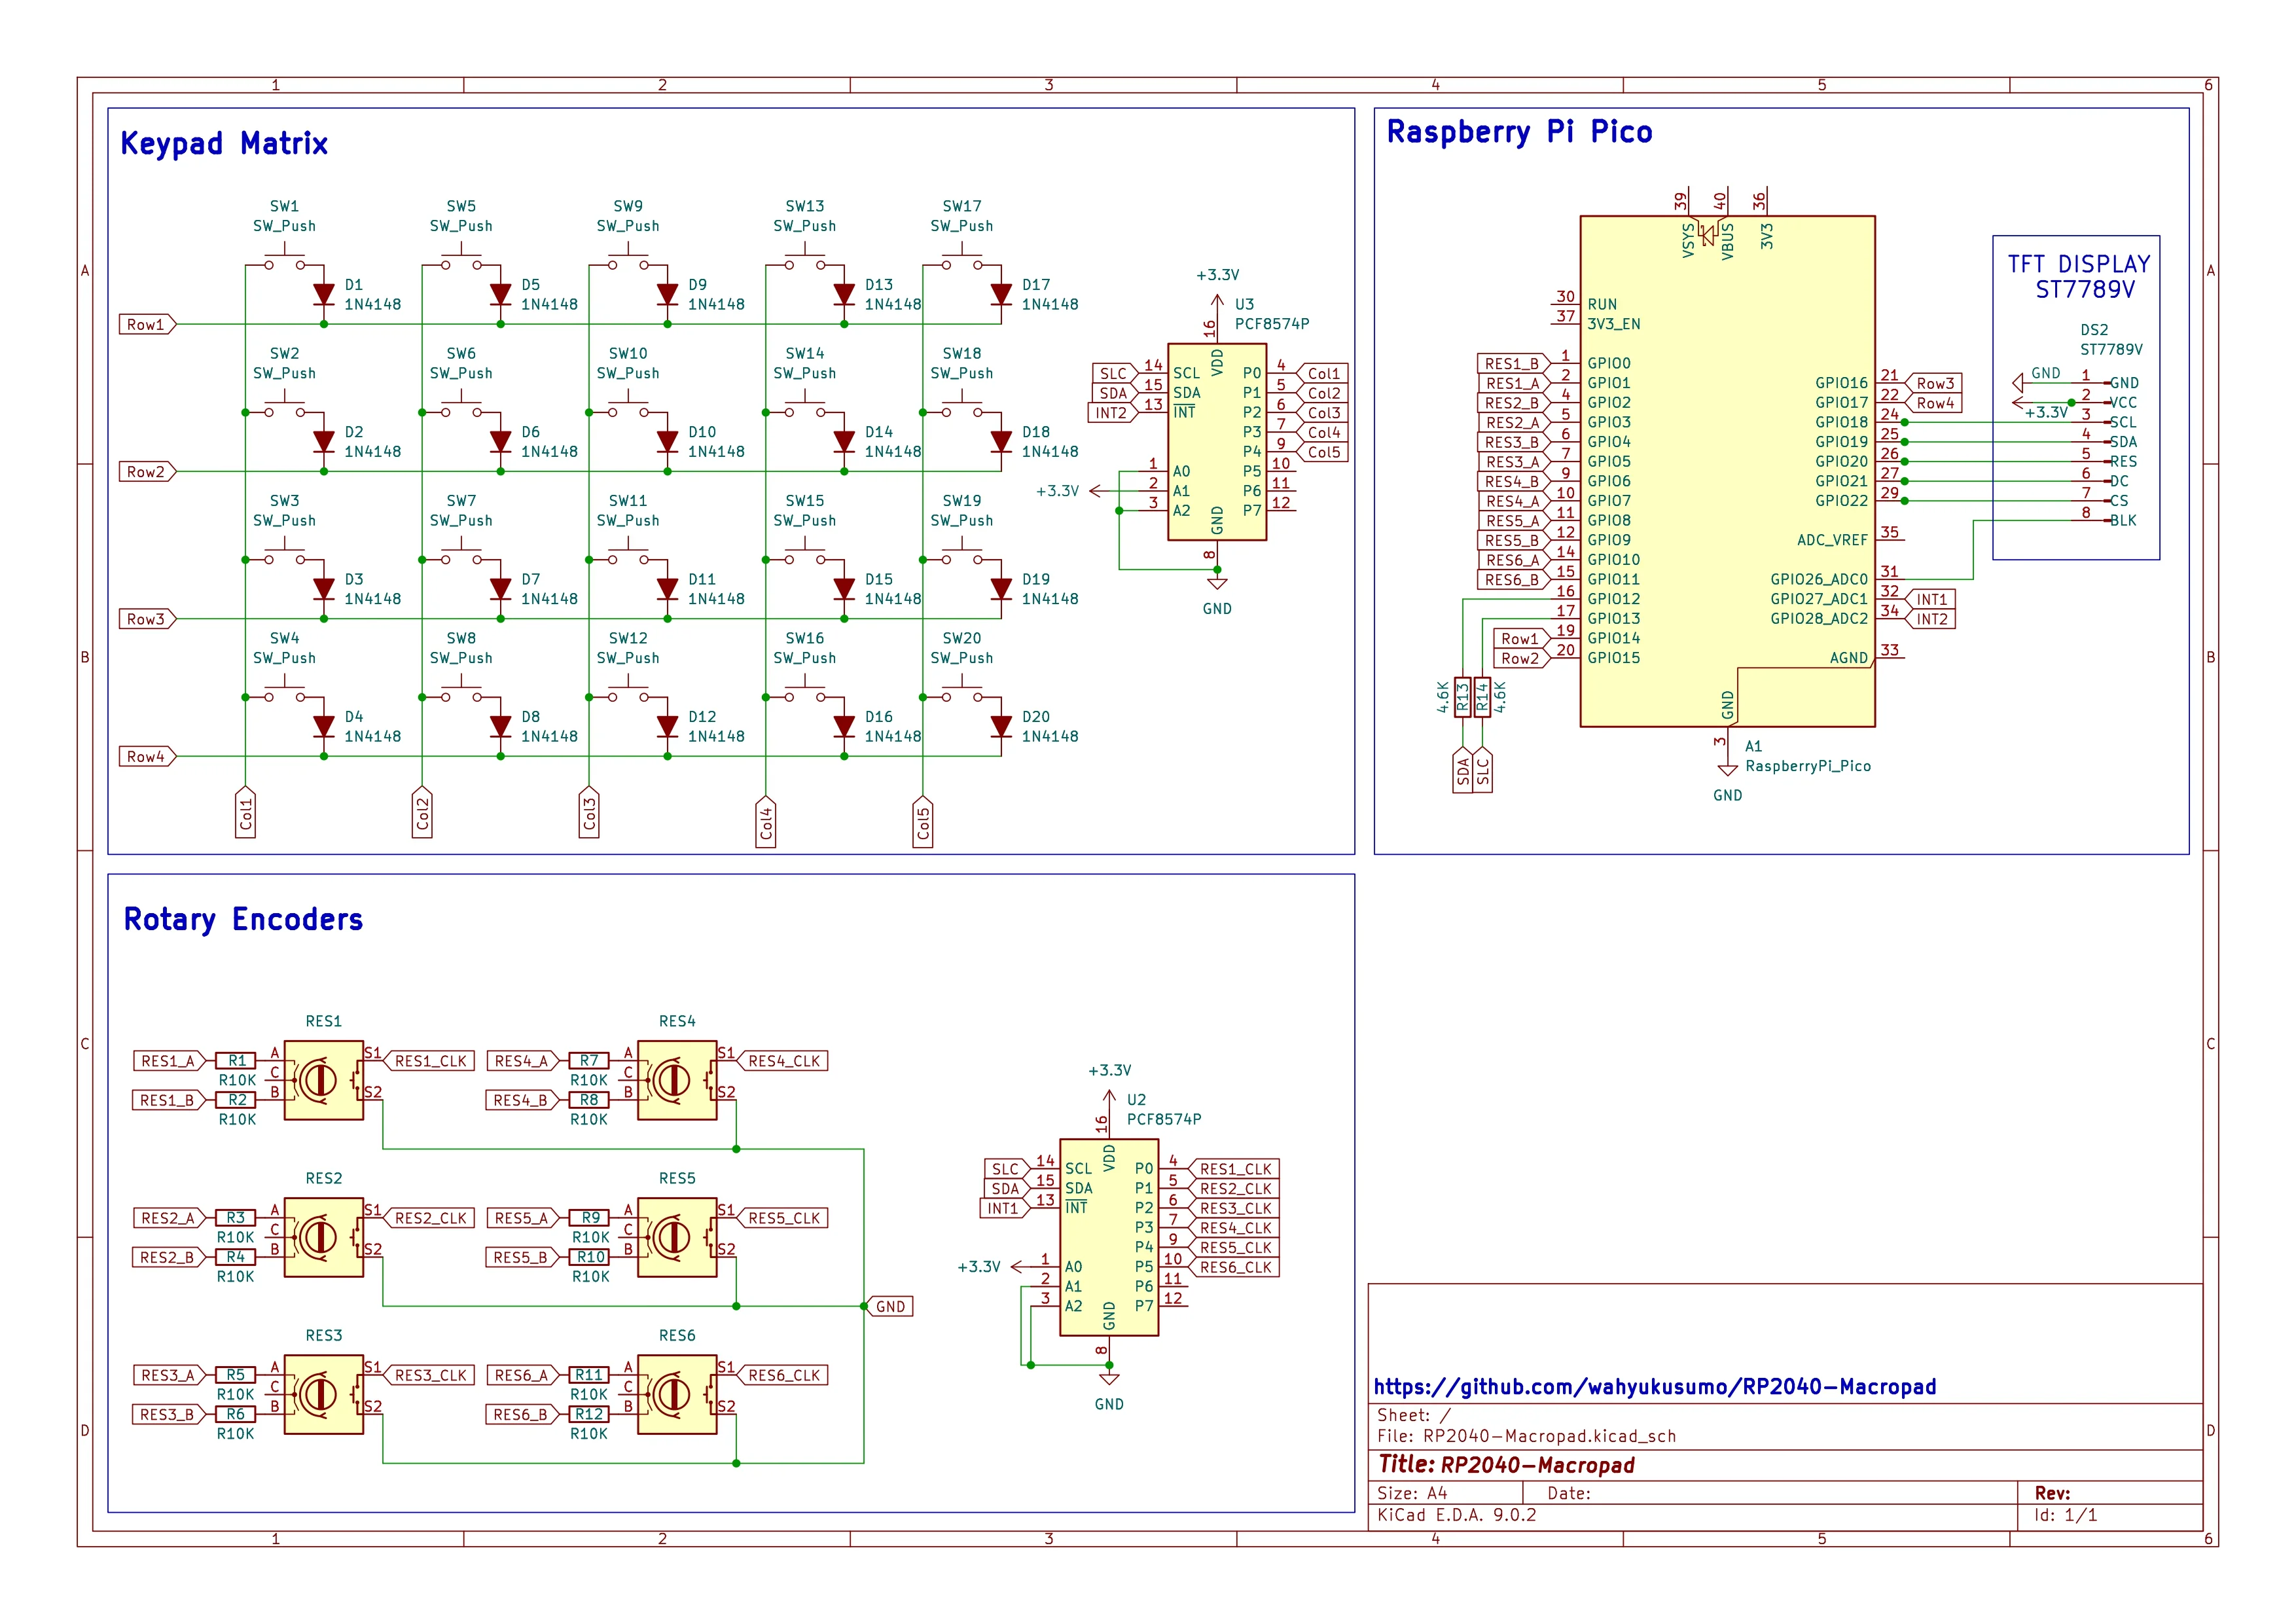 1 2 3 4 5 6
A
B
C
D
Keypad Matrix
SW1 SW5 SW9 SW13 SW17
SW_Push SW_Push SW_Push SW_Push SW_Push
D1 D5 D9 D13 D17
1N4148 1N4148 1N4148 1N4148 1N4148
Row1
SW2 SW6 SW10 SW14 SW18
SW_Push SW_Push SW_Push SW_Push SW_Push
D2 D6 D10 D14 D18
1N4148 1N4148 1N4148 1N4148 1N4148
Row2
SW3 SW7 SW11 SW15 SW19
SW_Push SW_Push SW_Push SW_Push SW_Push
D3 D7 D11 D15 D19
1N4148 1N4148 1N4148 1N4148 1N4148
Row3
SW4 SW8 SW12 SW16 SW20
SW_Push SW_Push SW_Push SW_Push SW_Push
D4 D8 D12 D16 D20
1N4148 1N4148 1N4148 1N4148 1N4148
Row4
Col1 Col2 Col3 Col4 Col5
+3.3V
U3
PCF8574P
16
VDD
SLC 14 SCL P0 4 Col1
SDA 15 SDA P1 5 Col2
INT2 13 INT P2 6 Col3
P3 7 Col4
P4 9 Col5
1 A0 P5 10
+3.3V 2 A1 P6 11
3 A2 P7 12
GND
8
GND
Raspberry Pi Pico
39 40 36
VSYS VBUS 3V3
30 RUN
37 3V3_EN
RES1_B 1 GPIO0
RES1_A 2 GPIO1
RES2_B 4 GPIO2
RES2_A 5 GPIO3
RES3_B 6 GPIO4
RES3_A 7 GPIO5
RES4_B 9 GPIO6
RES4_A 10 GPIO7
RES5_A 11 GPIO8
RES5_B 12 GPIO9
RES6_A 14 GPIO10
RES6_B 15 GPIO11
16 GPIO12
17 GPIO13
Row1 19 GPIO14
Row2 20 GPIO15
GPIO16 21 Row3
GPIO17 22 Row4
GPIO18 24
GPIO19 25
GPIO20 26
GPIO21 27
GPIO22 29
ADC_VREF 35
GPIO26_ADC0 31
GPIO27_ADC1 32 INT1
GPIO28_ADC2 34 INT2
AGND 33
4.6K R13 R14 4.6K
SDA SLC
GND
3
A1
RaspberryPi_Pico
GND
TFT DISPLAY
ST7789V
DS2
ST7789V
GND 1 GND
+3.3V 2 VCC
3 SCL
4 SDA
5 RES
6 DC
7 CS
8 BLK
Rotary Encoders
RES1 RES4
RES1_A R1 A S1 RES1_CLK RES4_A R7 A S1 RES4_CLK
R10K C R10K C
RES1_B R2 B S2 RES4_B R8 B S2
R10K R10K
RES2 RES5
RES2_A R3 A S1 RES2_CLK RES5_A R9 A S1 RES5_CLK
R10K C R10K C
RES2_B R4 B S2 RES5_B R10 B S2
R10K R10K
GND
RES3 RES6
RES3_A R5 A S1 RES3_CLK RES6_A R11 A S1 RES6_CLK
R10K C R10K C
RES3_B R6 B S2 RES6_B R12 B S2
R10K R10K
+3.3V
U2
PCF8574P
16
VDD
SLC 14 SCL P0 4 RES1_CLK
SDA 15 SDA P1 5 RES2_CLK
INT1 13 INT P2 6 RES3_CLK
P3 7 RES4_CLK
P4 9 RES5_CLK
+3.3V 1 A0 P5 10 RES6_CLK
2 A1 P6 11
3 A2 P7 12
GND
8
GND
https://github.com/wahyukusumo/RP2040-Macropad
Sheet: /
File: RP2040-Macropad.kicad_sch
Title: RP2040-Macropad
Size: A4 Date: Rev:
KiCad E.D.A. 9.0.2 Id: 1/1
A
B
C
D
1 2 3 4 5 6